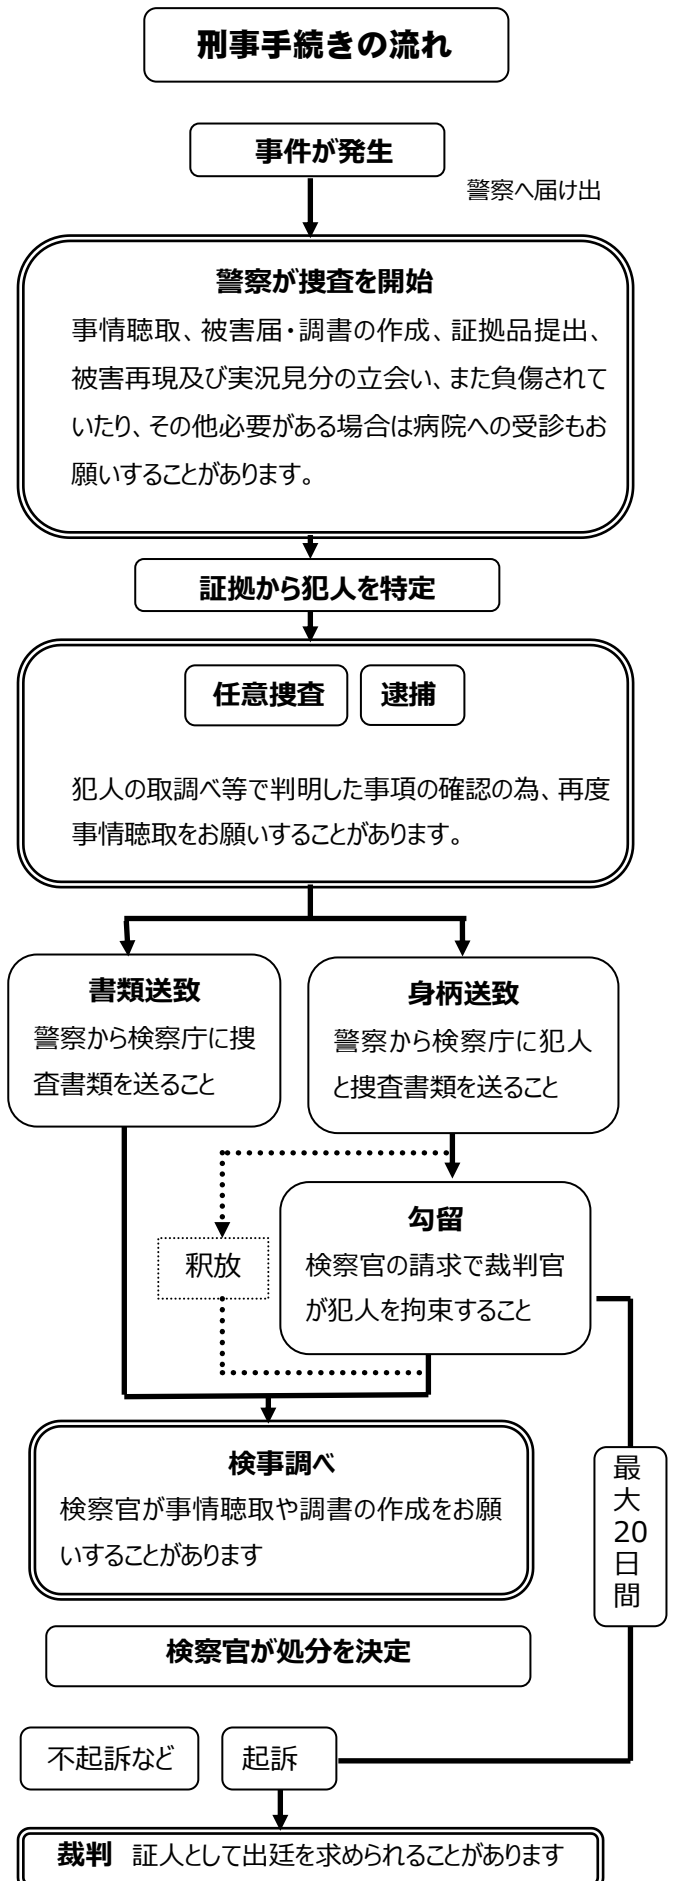 刑事手続きの流れ
事件が発生
警察へ届け出
警察が捜査を開始
事情聴取、被害届・調書の作成、証拠品提出、
被害再現及び実況見分の立会い、また負傷されて
いたり、その他必要がある場合は病院への受診もお
願いすることがあります。
証拠から犯人を特定
任意捜査
逮捕
犯人の取調べ等で判明した事項の確認の為、再度
事情聴取をお願いすることがあります。
書類送致
警察から検察庁に捜
査書類を送ること
身柄送致
警察から検察庁に犯人
と捜査書類を送ること
釈放
勾留
検察官の請求で裁判官
が犯人を拘束すること
検事調べ
検察官が事情聴取や調書の作成をお願
いすることがあります
最大20日間
検察官が処分を決定
不起訴など
起訴
裁判 証人として出廷を求められることがあります